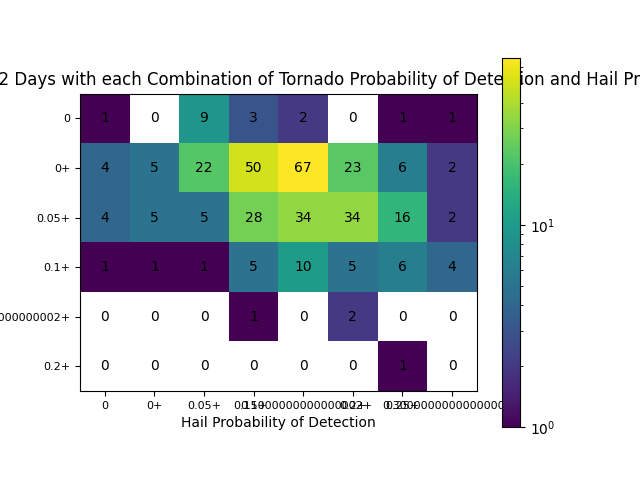 2 Days with each Combination of Tornado Probability of Detection and Hail Pr
0 1 0 9 3 2 0 1 1
0+ 4 5 22 50 67 23 6 2
0.05+ 4 5 5 28 34 34 16 2
10¹
0.1+ 1 1 1 5 10 5 6 4
000000002+ 0 0 0 1 0 2 0 0
0.2+ 0 0 0 0 0 0 1 0
0 0+ 0.05+
Hail Probability of Detection
10⁰